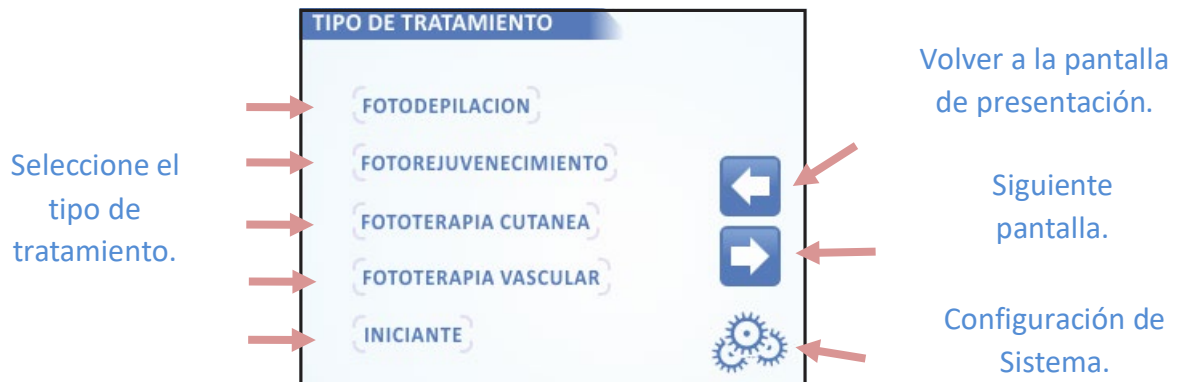 TIPO DE TRATAMIENTO
Seleccione el
tipo de
tratamiento.
FOTODEPILACION
FOTOREJUVENECIMIENTO
FOTOTERAPIA CUTANEA
FOTOTERAPIA VASCULAR
INICIANTE
Volver a la pantalla
de presentación.
Siguiente
pantalla.
Configuración de
Sistema.